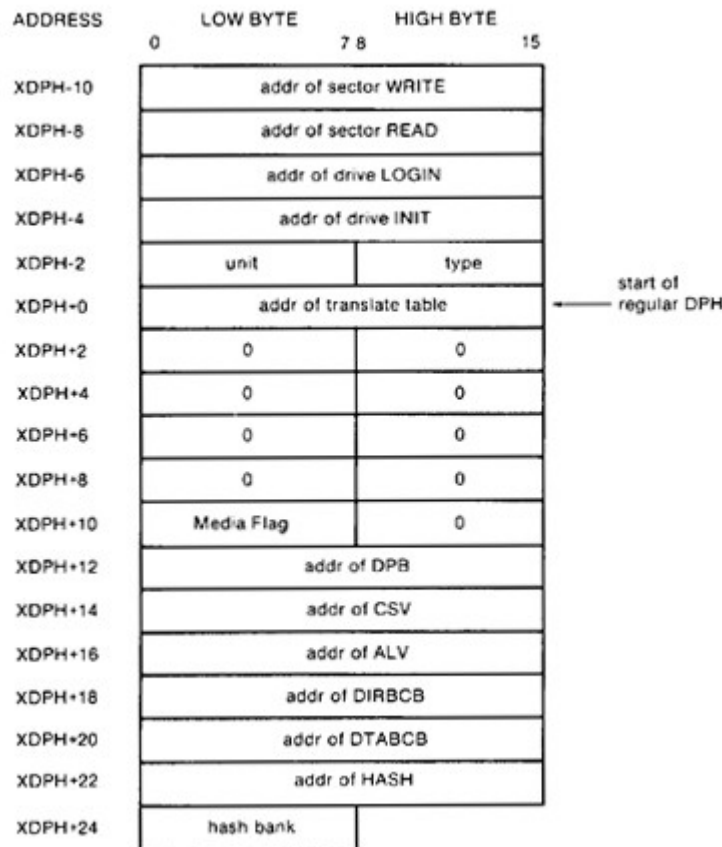 ADDRESS LOW BYTE HIGH BYTE
0 7 8 15
XDPH-10 addr of sector WRITE
XDPH-8 addr of sector READ
XDPH-6 addr of drive LOGIN
XDPH-4 addr of drive INIT
XDPH-2 unit type
XDPH+0 addr of translate table start of regular DPH
XDPH+2 0 0
XDPH+4 0 0
XDPH+6 0 0
XDPH+8 0 0
XDPH+10 Media Flag 0
XDPH+12 addr of DPB
XDPH+14 addr of CSV
XDPH+16 addr of ALV
XDPH+18 addr of DIRBCB
XDPH+20 addr of DTABCB
XDPH+22 addr of HASH
XDPH+24 hash bank